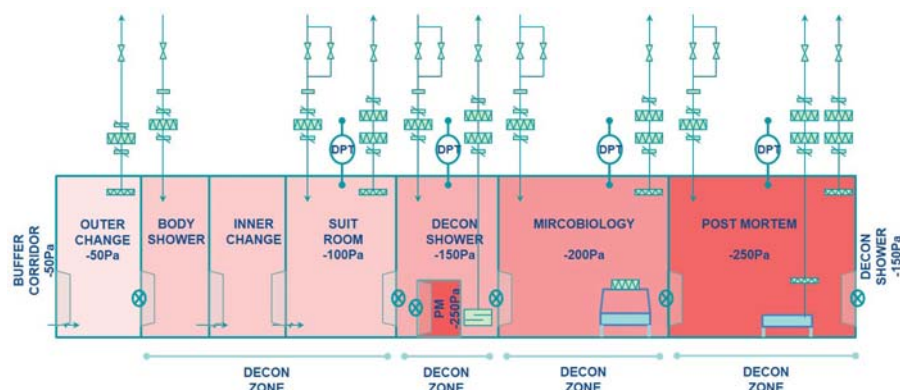 DPT
DPT
DPT
DPT
BUFFER
CORRIDOR
-50Pa
OUTER
CHANGE
-50Pa
BODY
SHOWER
INNER
CHANGE
SUIT
ROOM
-100Pa
DECON
SHOWER
-150Pa
PM
-250Pa
MIRCOBIOLOGY
-200Pa
POST MORTEM
-250Pa
DECON
SHOWER
-150Pa
DECON
ZONE
DECON
ZONE
DECON
ZONE
DECON
ZONE